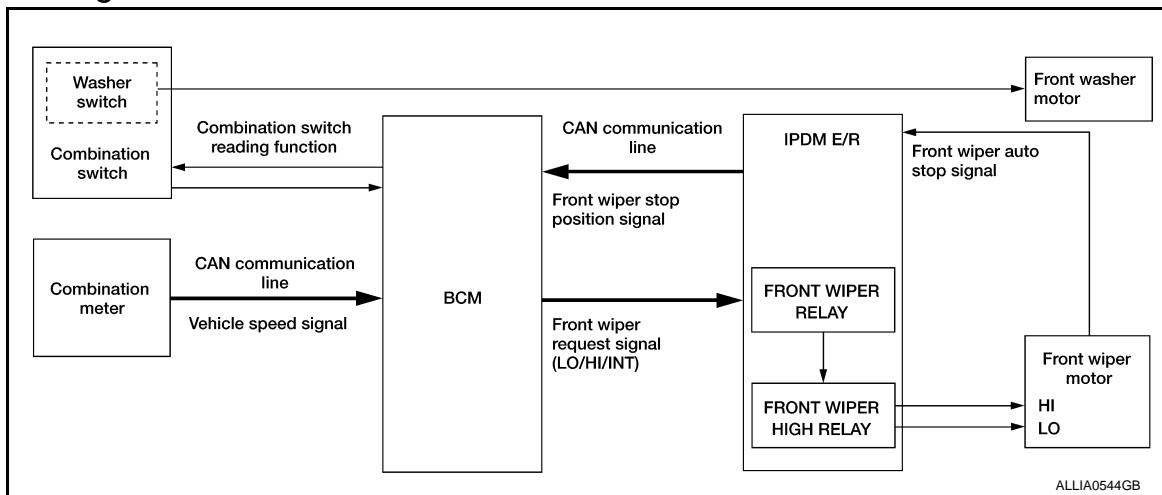 Washer
switch
Combination
switch
Combination switch
reading function
Combination
meter
CAN communication
line
Vehicle speed signal
BCM
CAN communication
line
Front wiper stop
position signal
Front wiper
request signal
(LO/HI/INT)
IPDM E/R
FRONT WIPER
RELAY
FRONT WIPER
HIGH RELAY
Front washer
motor
Front wiper auto
stop signal
Front wiper
motor
HI
LO
ALLIA0544GB